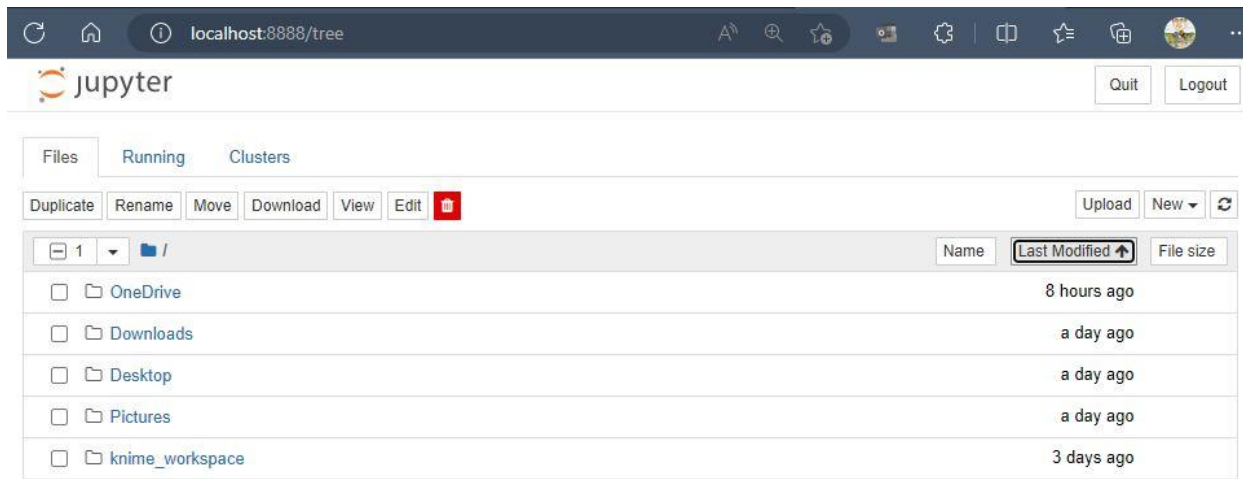 localhost:8888/tree
jupyter
Quit Logout
Files Running Clusters
Duplicate Rename Move Download View Edit
Upload New
1 /
Name Last Modified File size
OneDrive 8 hours ago
Downloads a day ago
Desktop a day ago
Pictures a day ago
knime_workspace 3 days ago